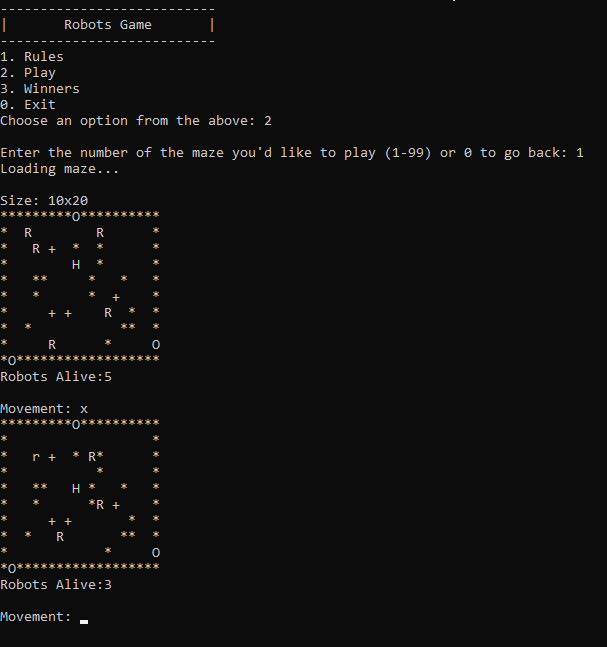 ---------------------------
|       Robots Game       |
---------------------------
1. Rules
2. Play
3. Winners
0. Exit
Choose an option from the above: 2

Enter the number of the maze you'd like to play (1-99) or 0 to go back: 1
Loading maze...

Size: 10x20
*********O**********
*  R        R      *
*   R +  *  *      *
*        H  *      *
*   **     *   *   *
*   *      *  +    *
*     + +    R  *  *
*  *           **  *
*     R      *     O
*O******************
Robots Alive:5

Movement: x
*********O**********
*                  *
*   r +  * R*      *
*           *      *
*   **   H *   *   *
*   *      *R +    *
*     + +       *  *
*  *   R       **  *
*            *     O
*O******************
Robots Alive:3

Movement: